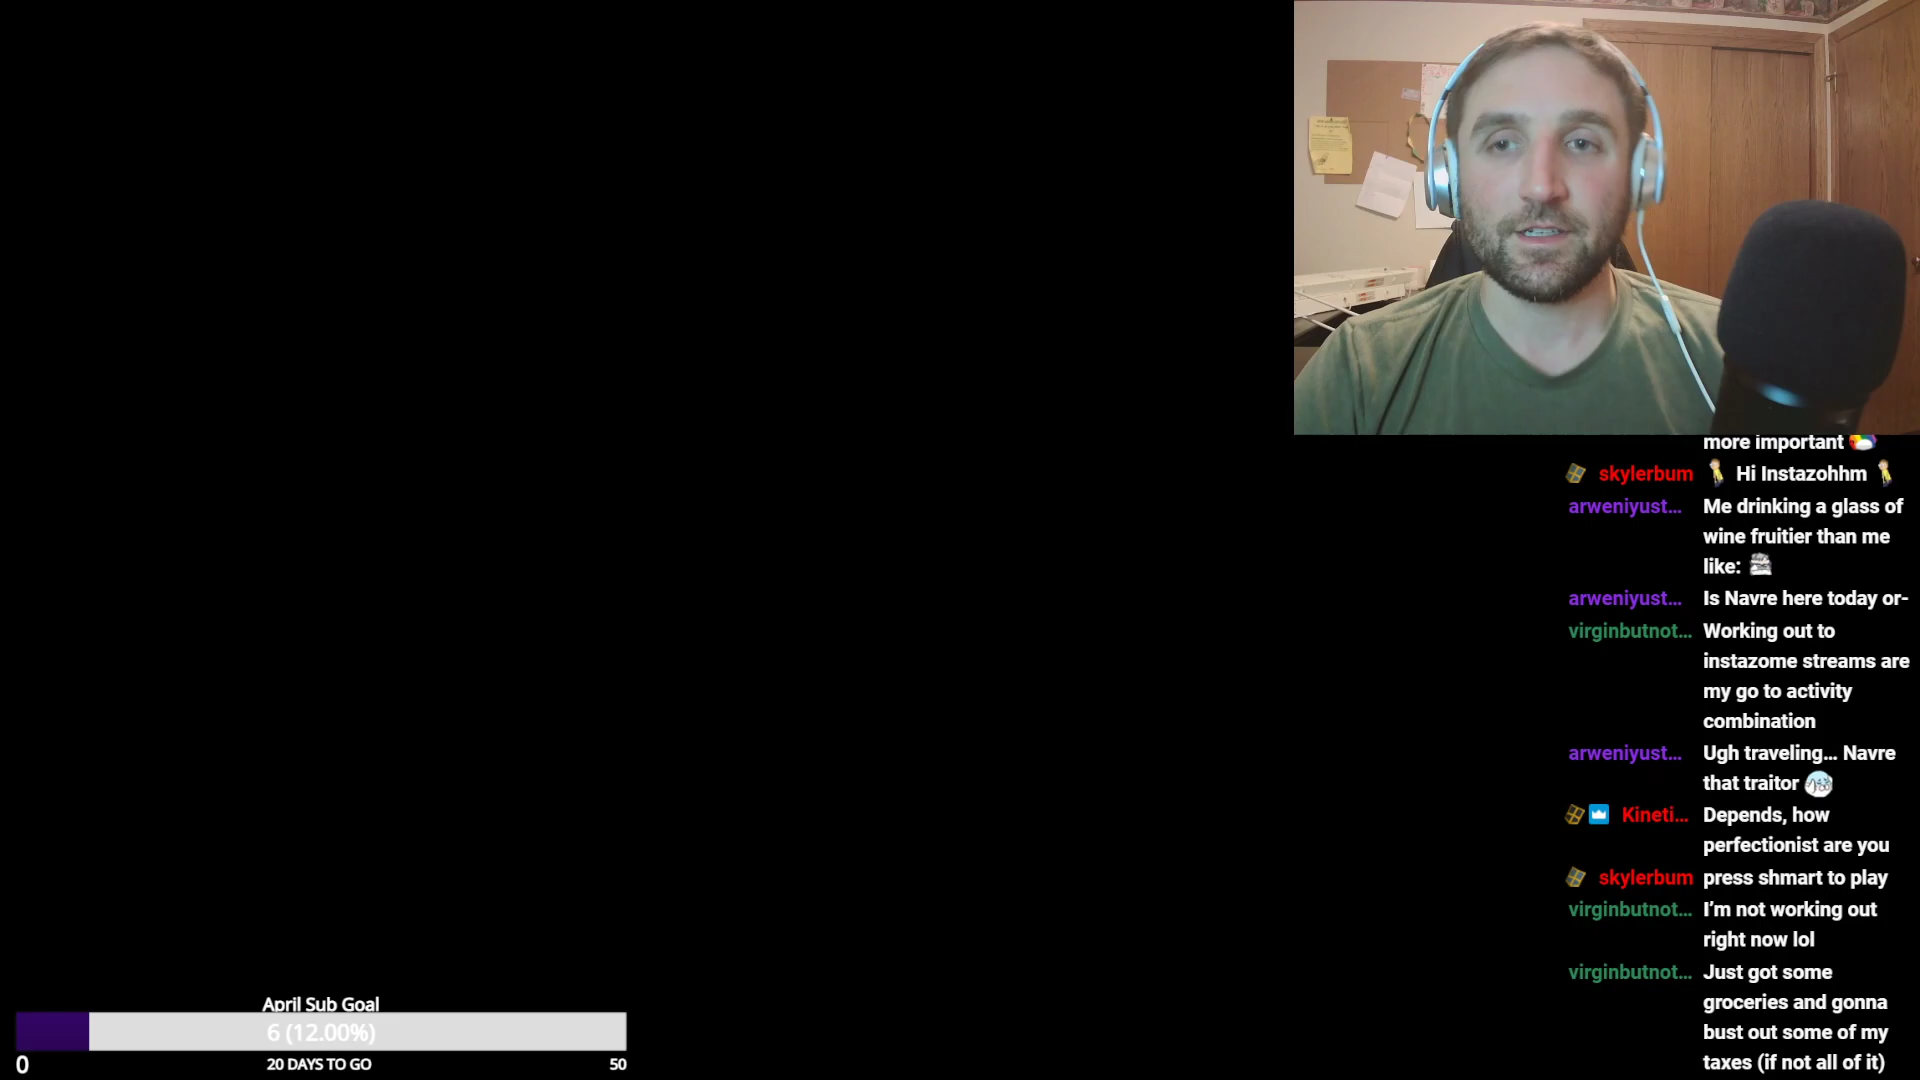 more important
skylerbum Hi Instazohhm
arweniyust... Me drinking a glass of
wine fruitier than me
like:
arweniyust... Is Navre here today or-
virginbutnot... Working out to
instazome streams are
my go to activity
combination
arweniyust... Ugh traveling... Navre
that traitor
Kineti... Depends, how
perfectionist are you
skylerbum press shmart to play
virginbutnot... I'm not working out
right now lol
virginbutnot... Just got some
groceries and gonna
bust out some of my
taxes (if not all of it)
April Sub Goal
6 (12.00%)
0 20 DAYS TO GO 50